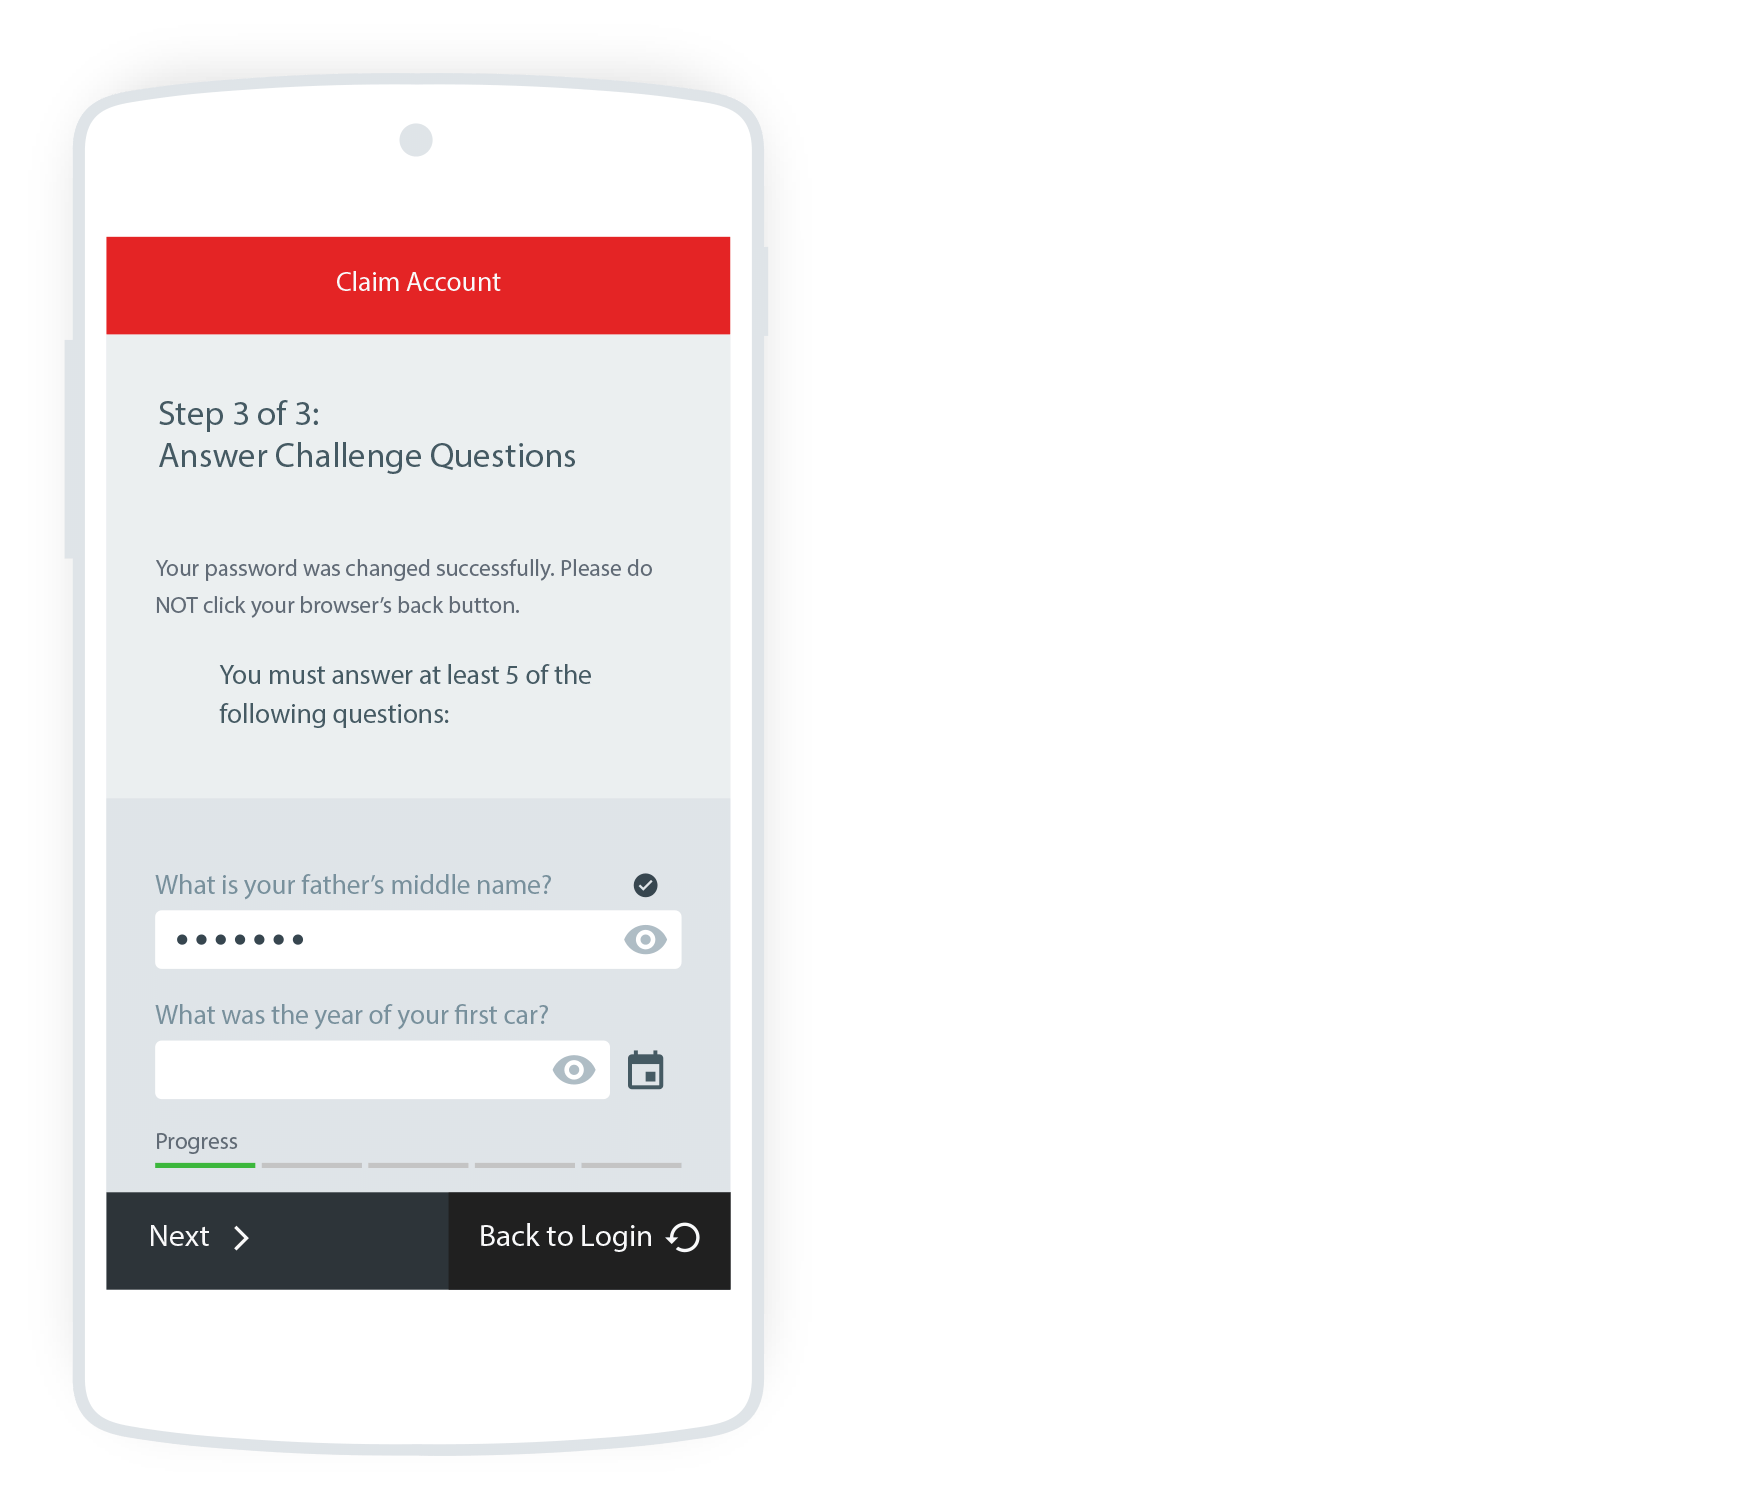 Claim Account
Step 3 of 3:
Answer Challenge Questions
Your password was changed successfully. Please do
NOT click your browser’s back button.
You must answer at least 5 of the
following questions:
What is your father’s middle name?
What was the year of your first car?
Progress
Next
Back to Login